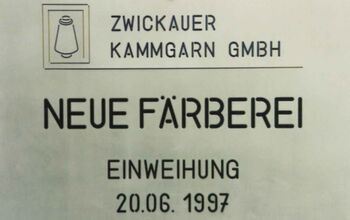 ZWICKAUER
KAMMGARN GMBH
NEUE FÄRBEREI
EINWEIHUNG
20.06. 1997